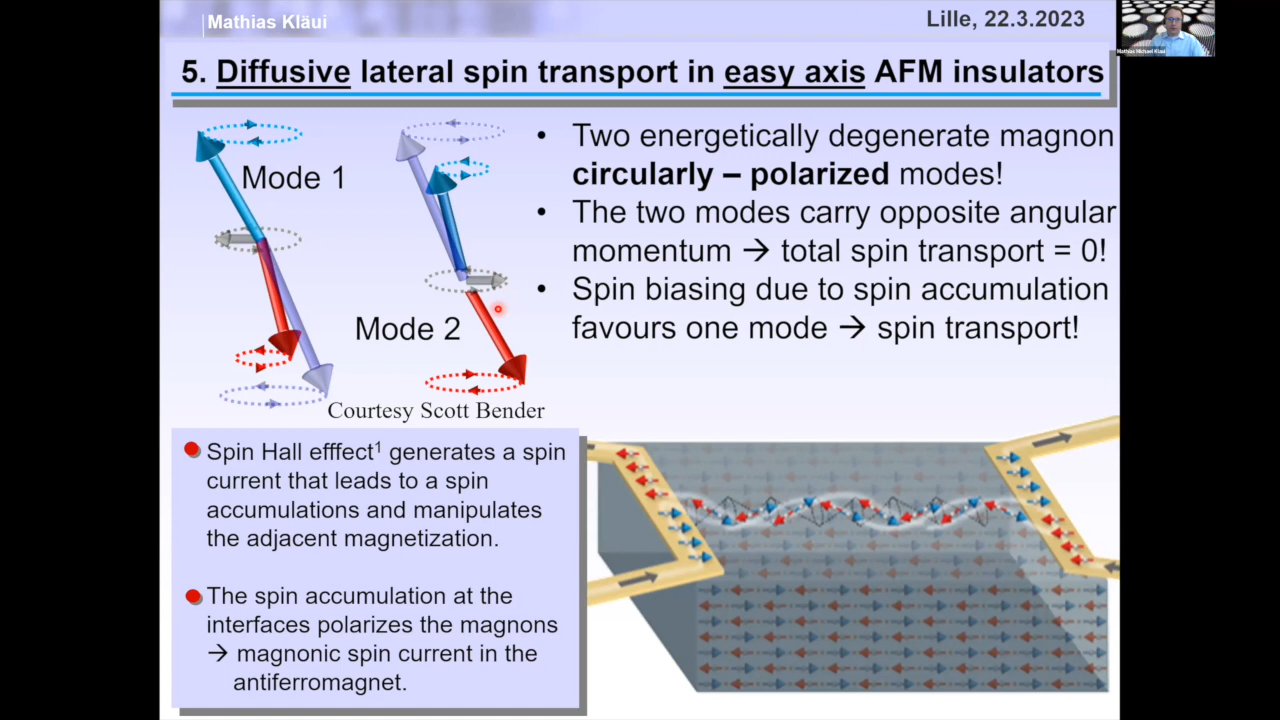 Mathias Kläui
Lille, 22.3.2023
Mathias Michael Kläui
5. Diffusive lateral spin transport in easy axis AFM insulators
Mode 1
Mode 2
Courtesy Scott Bender
• Two energetically degenerate magnon
circularly – polarized modes!
• The two modes carry opposite angular
momentum → total spin transport = 0!
• Spin biasing due to spin accumulation
favours one mode → spin transport!
Spin Hall efffect¹ generates a spin
current that leads to a spin
accumulations and manipulates
the adjacent magnetization.
The spin accumulation at the
interfaces polarizes the magnons
→ magnonic spin current in the
antiferromagnet.